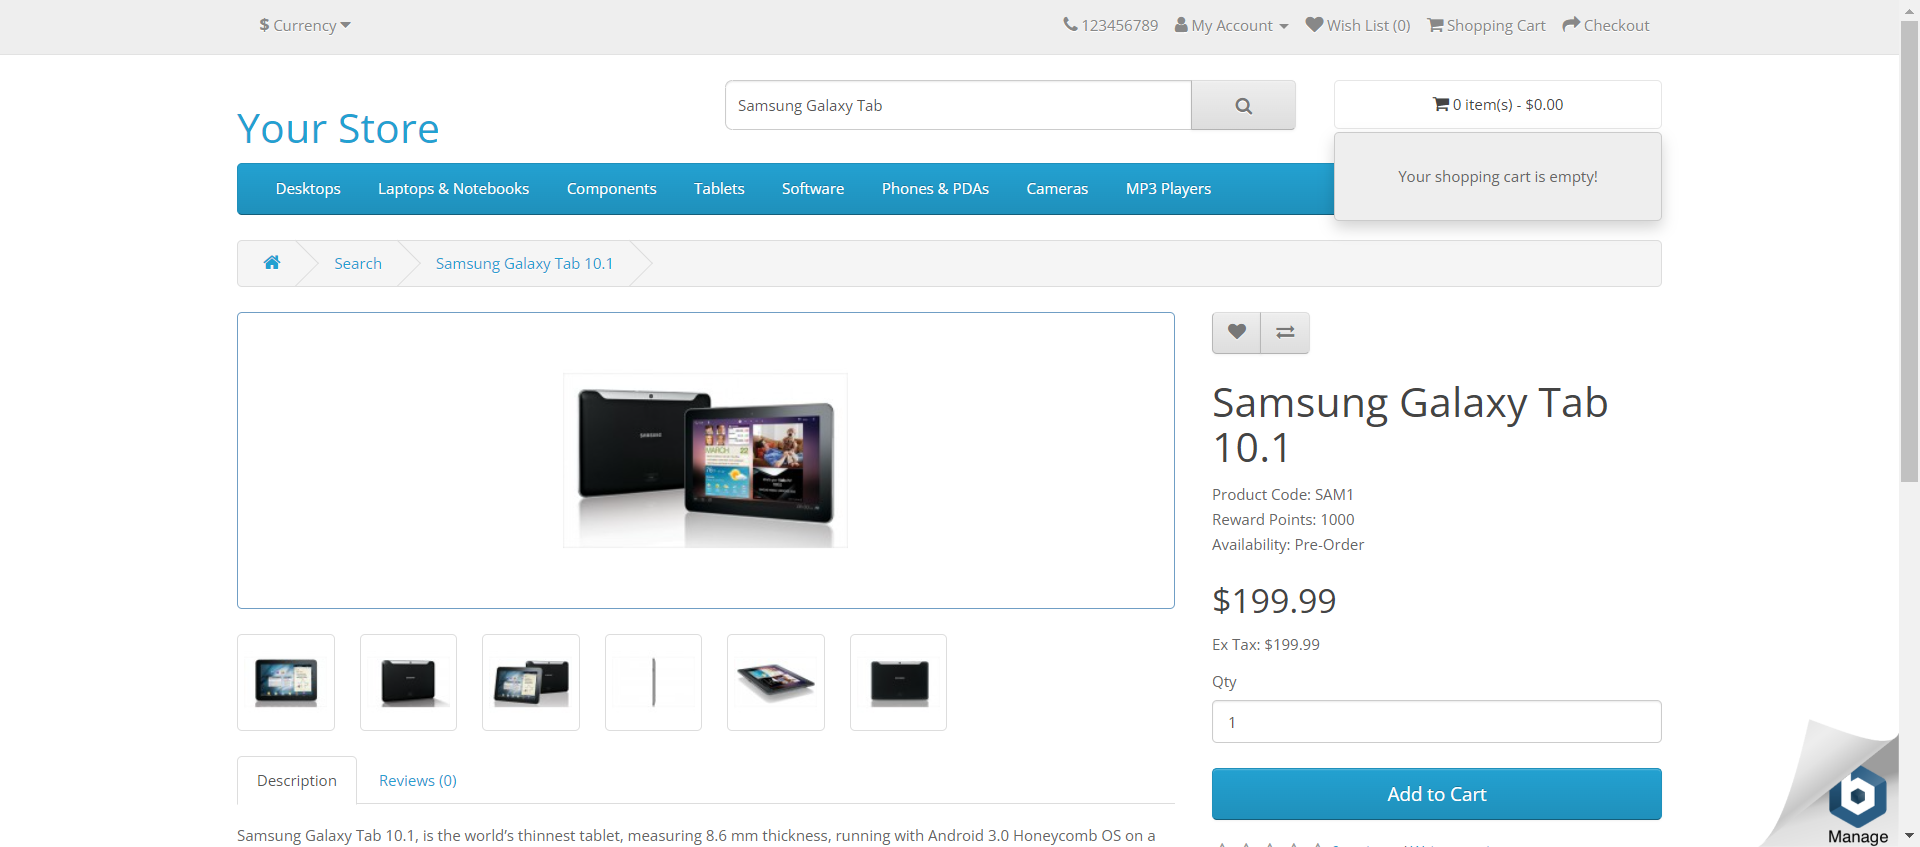 $ Currency
123456789 My Account Wish List (0) Shopping Cart Checkout
Your Store
Samsung Galaxy Tab
0 item(s) - $0.00
Your shopping cart is empty!
Desktops Laptops & Notebooks Components Tablets Software Phones & PDAs Cameras MP3 Players
Search Samsung Galaxy Tab 10.1
SAMSUNG
MARCH 22
Samsung Galaxy Tab
10.1
Product Code: SAM1
Reward Points: 1000
Availability: Pre-Order
$199.99
Ex Tax: $199.99
Qty
1
Add to Cart
Description Reviews (0)
Samsung Galaxy Tab 10.1, is the world’s thinnest tablet, measuring 8.6 mm thickness, running with Android 3.0 Honeycomb OS on a
b
Manage